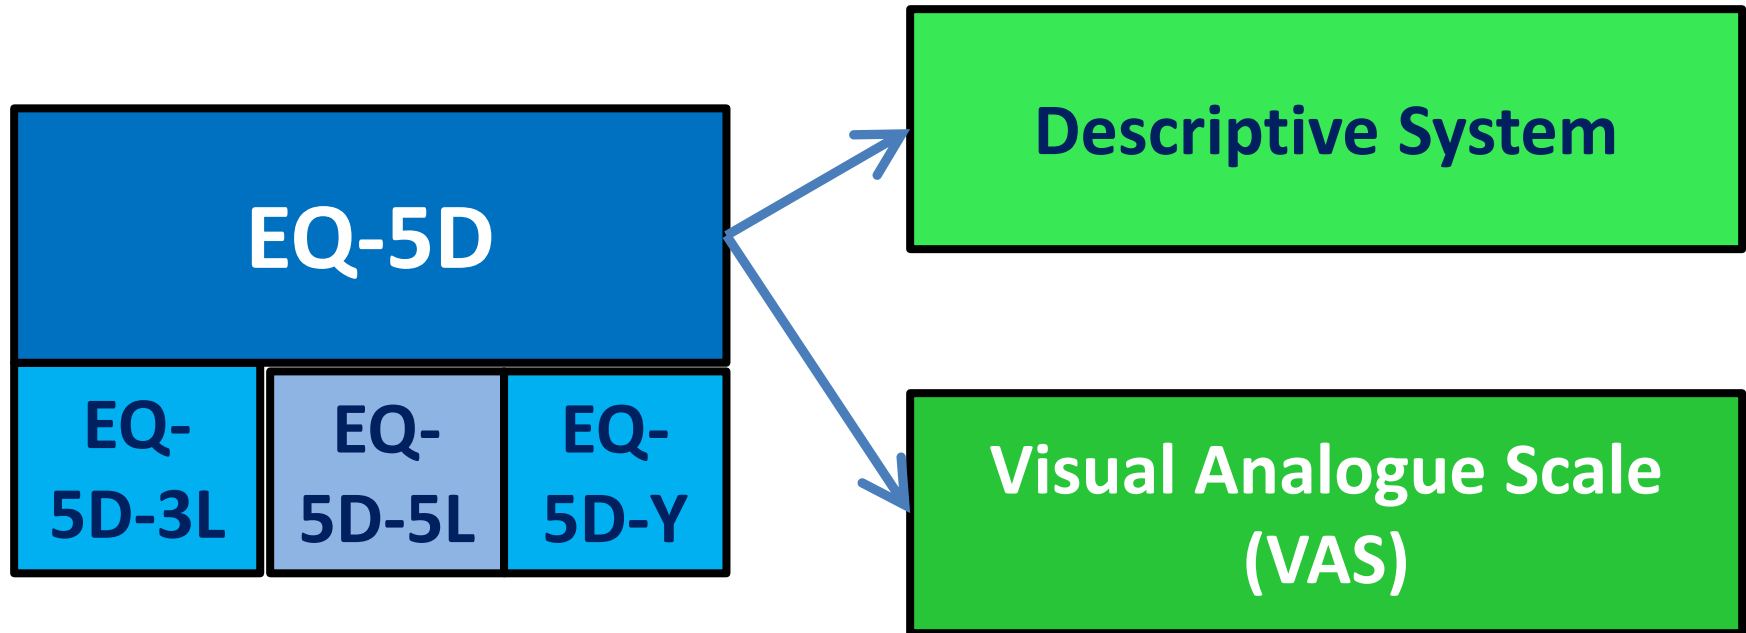 EQ-5D
EQ-
5D-3L
EQ-
5D-5L
EQ-
5D-Y
Descriptive System
Visual Analogue Scale
(VAS)